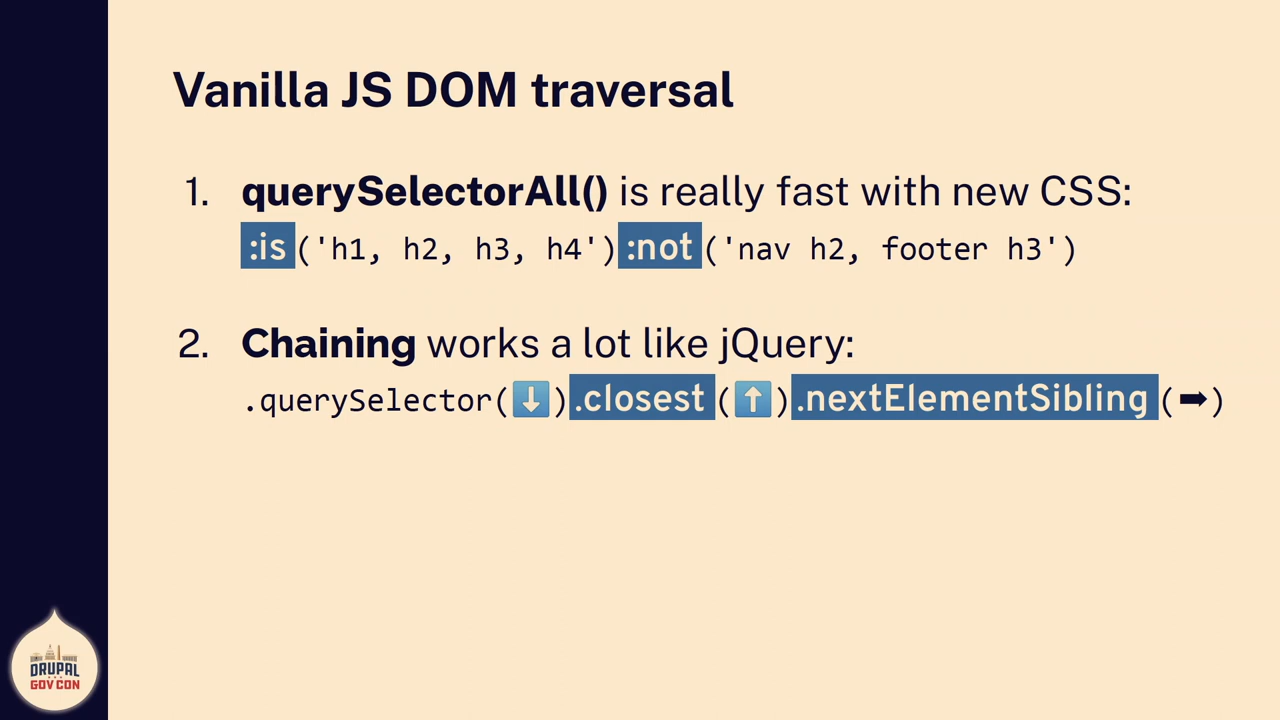 Vanilla JS DOM traversal
1. querySelectorAll() is really fast with new CSS:
:is('h1, h2, h3, h4'):not('nav h2, footer h3')
2. Chaining works a lot like jQuery:
.querySelector(⬇️).closest(⬆️).nextElementSibling(➡)
DRUPAL
GOV CON